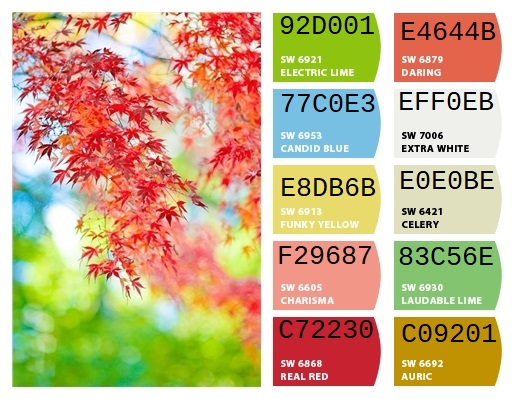 92D001
SW 6921
ELECTRIC LIME
E4644B
SW 6879
DARING
77C0E3
SW 6953
CANDID BLUE
EFF0EB
SW 7006
EXTRA WHITE
E8DB6B
SW 6913
FUNKY YELLOW
E0E0BE
SW 6421
CELERY
F29687
SW 6605
CHARISMA
83C56E
SW 6930
LAUDABLE LIME
C72230
SW 6868
REAL RED
C09201
SW 6692
AURIC